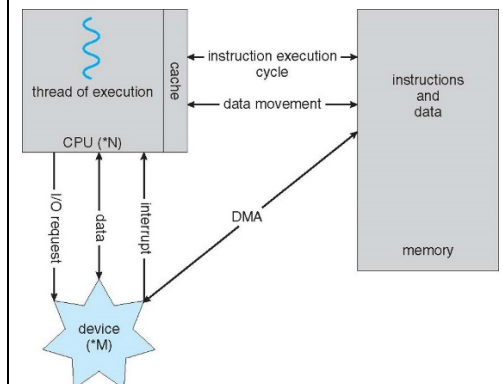 thread of execution
cache
CPU (*N)
instruction execution
cycle
data movement
instructions
and
data
memory
I/O request
data
interrupt
DMA
device
(*M)